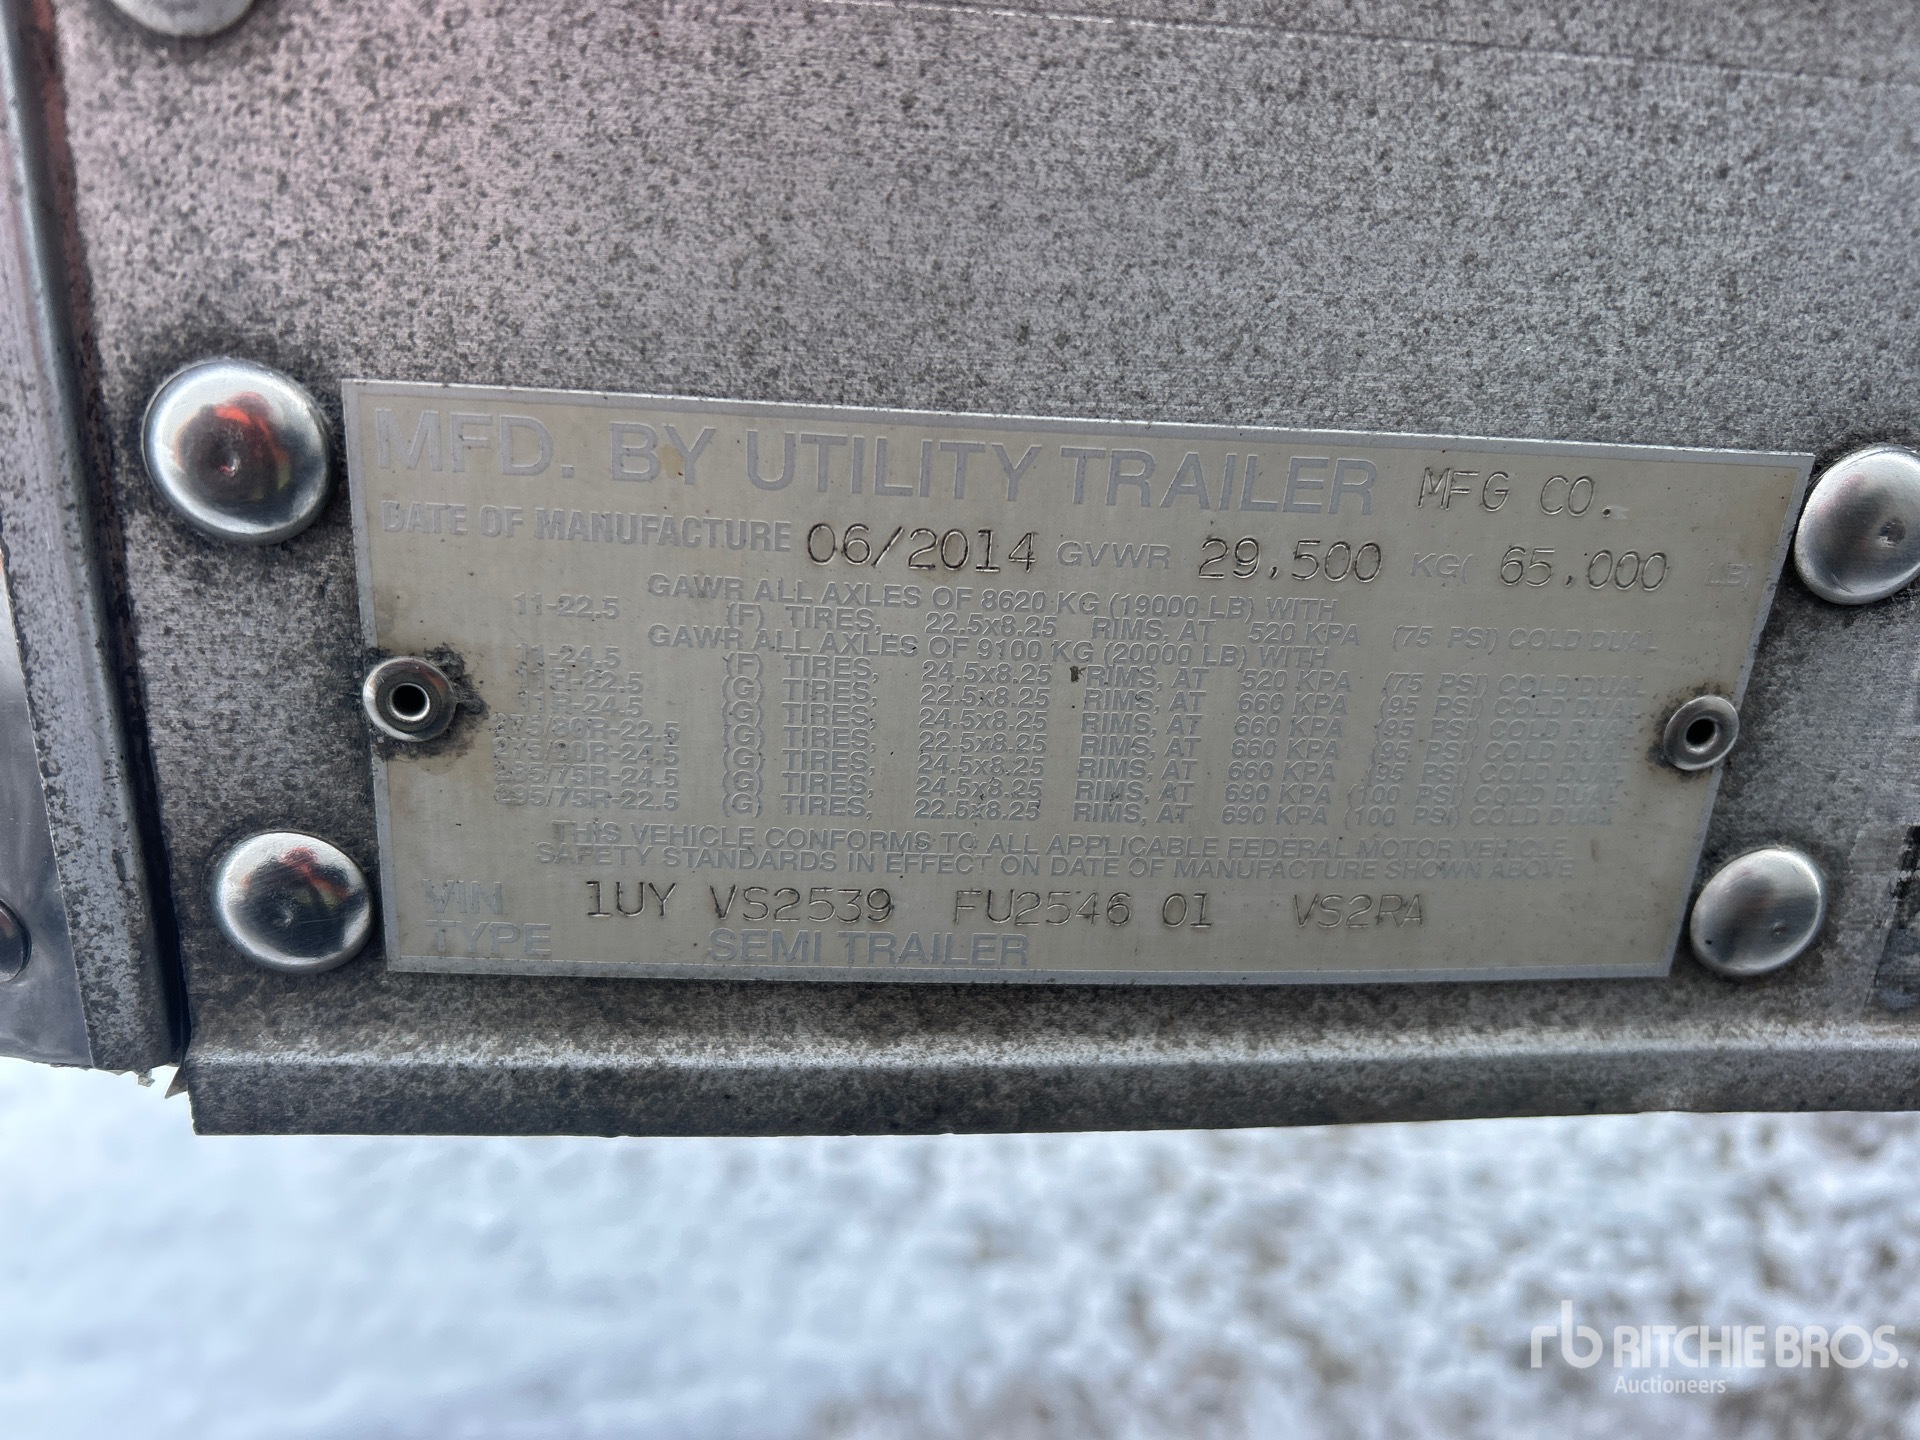 MFD. BY UTILITY TRAILER MFG CO.
DATE OF MANUFACTURE 06/2014 GVWR 29,500 KG( 65,000 LB)
GAWR ALL AXLES OF 8620 KG (19000 LB) WITH
11-22.5 (F) TIRES, 22.5x8.25 RIMS, AT 520 KPA (75 PSI) COLD DUAL
GAWR ALL AXLES OF 9100 KG (20000 LB) WITH
11-24.5 (F) TIRES, 24.5x8.25 RIMS, AT 520 KPA (75 PSI) COLD DUAL
11R-22.5 (G) TIRES, 22.5x8.25 RIMS, AT 660 KPA (95 PSI) COLD DUAL
11R-24.5 (G) TIRES, 24.5x8.25 RIMS, AT 660 KPA (95 PSI) COLD DUAL
275/80R-22.5 (G) TIRES, 22.5x8.25 RIMS, AT 660 KPA (95 PSI) COLD DUAL
275/80R-24.5 (G) TIRES, 24.5x8.25 RIMS, AT 660 KPA (95 PSI) COLD DUAL
285/75R-24.5 (G) TIRES, 24.5x8.25 RIMS, AT 690 KPA (100 PSI) COLD DUAL
295/75R-22.5 (G) TIRES, 22.5x8.25 RIMS, AT 690 KPA (100 PSI) COLD DUAL
THIS VEHICLE CONFORMS TO ALL APPLICABLE FEDERAL MOTOR VEHICLE
SAFETY STANDARDS IN EFFECT ON DATE OF MANUFACTURE SHOWN ABOVE
VIN 1UY VS2539 FU2546 01 VS2RA
TYPE SEMI TRAILER
rb RITCHIE BROS.
Auctioneers